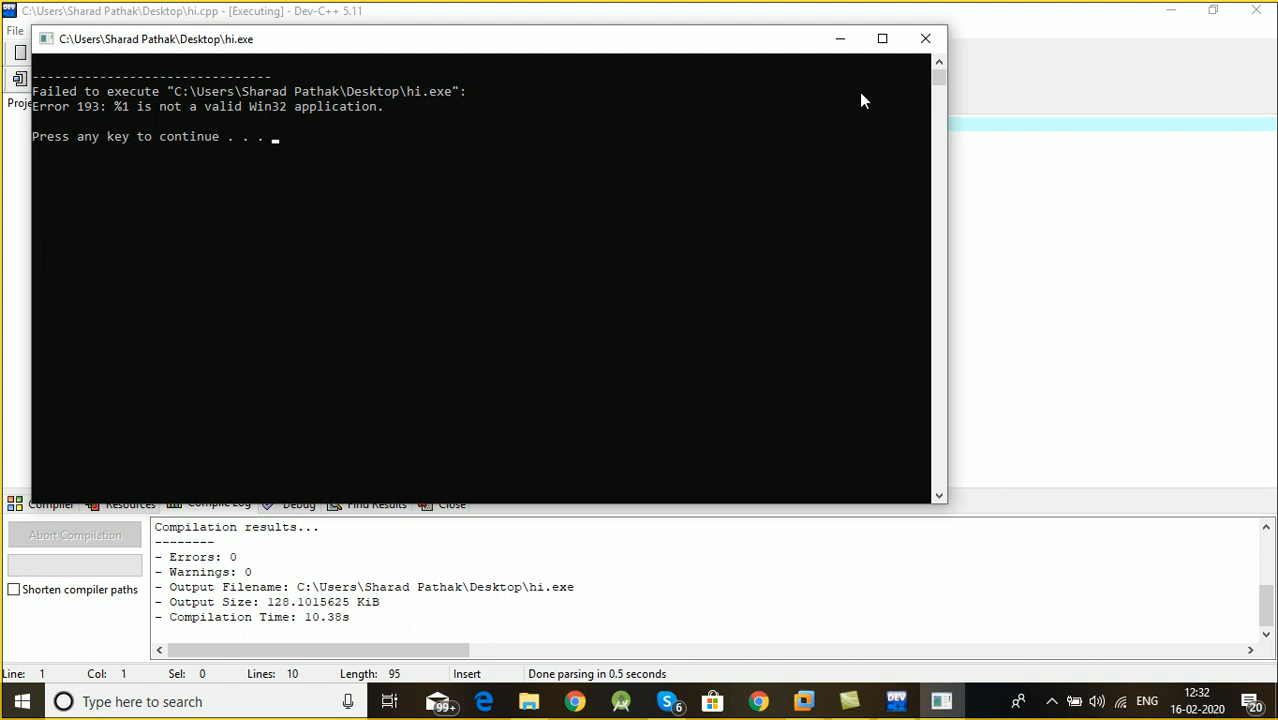 C:\Users\Sharad Pathak\Desktop\hi.cpp - [Executing] - Dev-C++ 5.11
File
C:\Users\Sharad Pathak\Desktop\hi.exe
Proje
--------------------------------
Failed to execute "C:\Users\Sharad Pathak\Desktop\hi.exe":
Error 193: %1 is not a valid Win32 application.
Press any key to continue . . .
Compiler Resources Compile Log Debug Find Results Close
Abort Compilation
Shorten compiler paths
Compilation results...
--------
- Errors: 0
- Warnings: 0
- Output Filename: C:\Users\Sharad Pathak\Desktop\hi.exe
- Output Size: 128.1015625 KiB
- Compilation Time: 10.38s
Line: 1 Col: 1 Sel: 0 Lines: 10 Length: 95 Insert Done parsing in 0.5 seconds
Type here to search
99+
6
DEV
ENG
12:32
16-02-2020
20